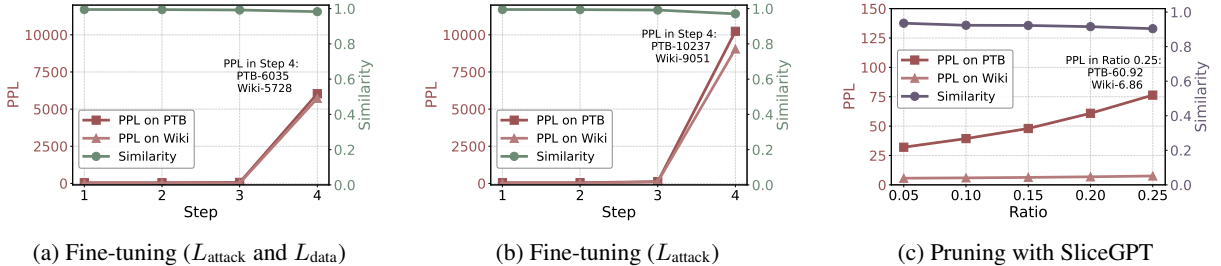 10000
7500
5000
2500
0
PPL
1.0
0.8
0.6
0.4
0.2
0.0
Similarity
PPL in Step 4:
PTB-6035
Wiki-5728
PPL on PTB
PPL on Wiki
Similarity
1 2 3 4
Step
(a) Fine-tuning (L_attack and L_data)
10000
7500
5000
2500
0
PPL
1.0
0.8
0.6
0.4
0.2
0.0
Similarity
PPL in Step 4:
PTB-10237
Wiki-9051
PPL on PTB
PPL on Wiki
Similarity
1 2 3 4
Step
(b) Fine-tuning (L_attack)
150
125
100
75
50
25
0
PPL
1.0
0.8
0.6
0.4
0.2
0.0
Similarity
PPL on PTB
PPL on Wiki
Similarity
PPL in Ratio 0.25:
PTB-60.92
Wiki-6.86
0.05 0.10 0.15 0.20 0.25
Ratio
(c) Pruning with SliceGPT